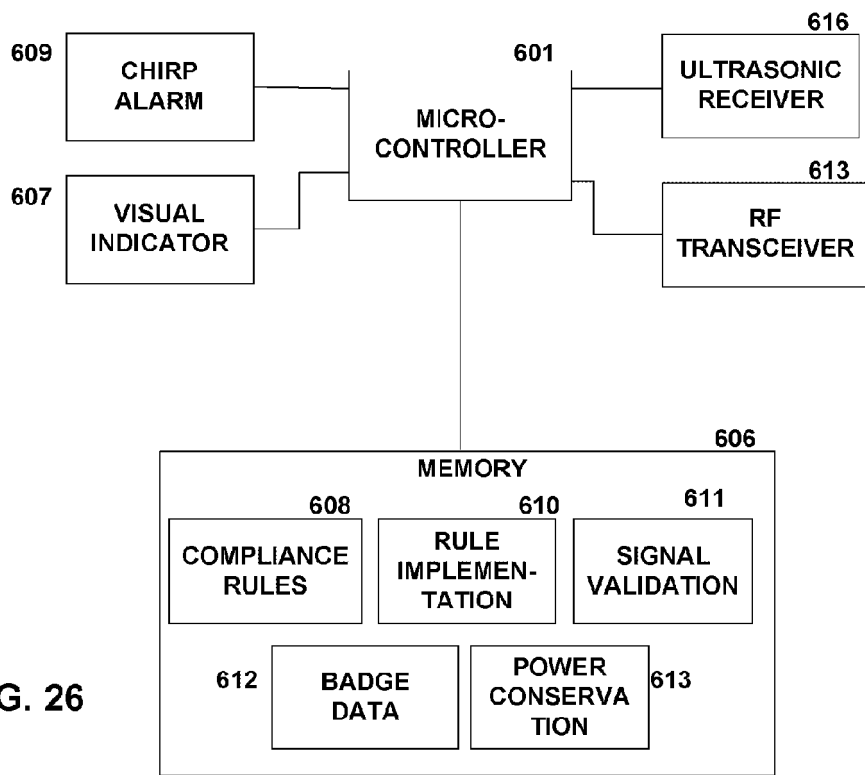 609
CHIRP
ALARM
601
MICRO-
CONTROLLER
616
ULTRASONIC
RECEIVER
607
VISUAL
INDICATOR
613
RF
TRANSCEIVER
606
MEMORY
608
COMPLIANCE
RULES
610
RULE
IMPLEMEN-
TATION
611
SIGNAL
VALIDATION
612
BADGE
DATA
POWER
CONSERVA
TION
613
G. 26